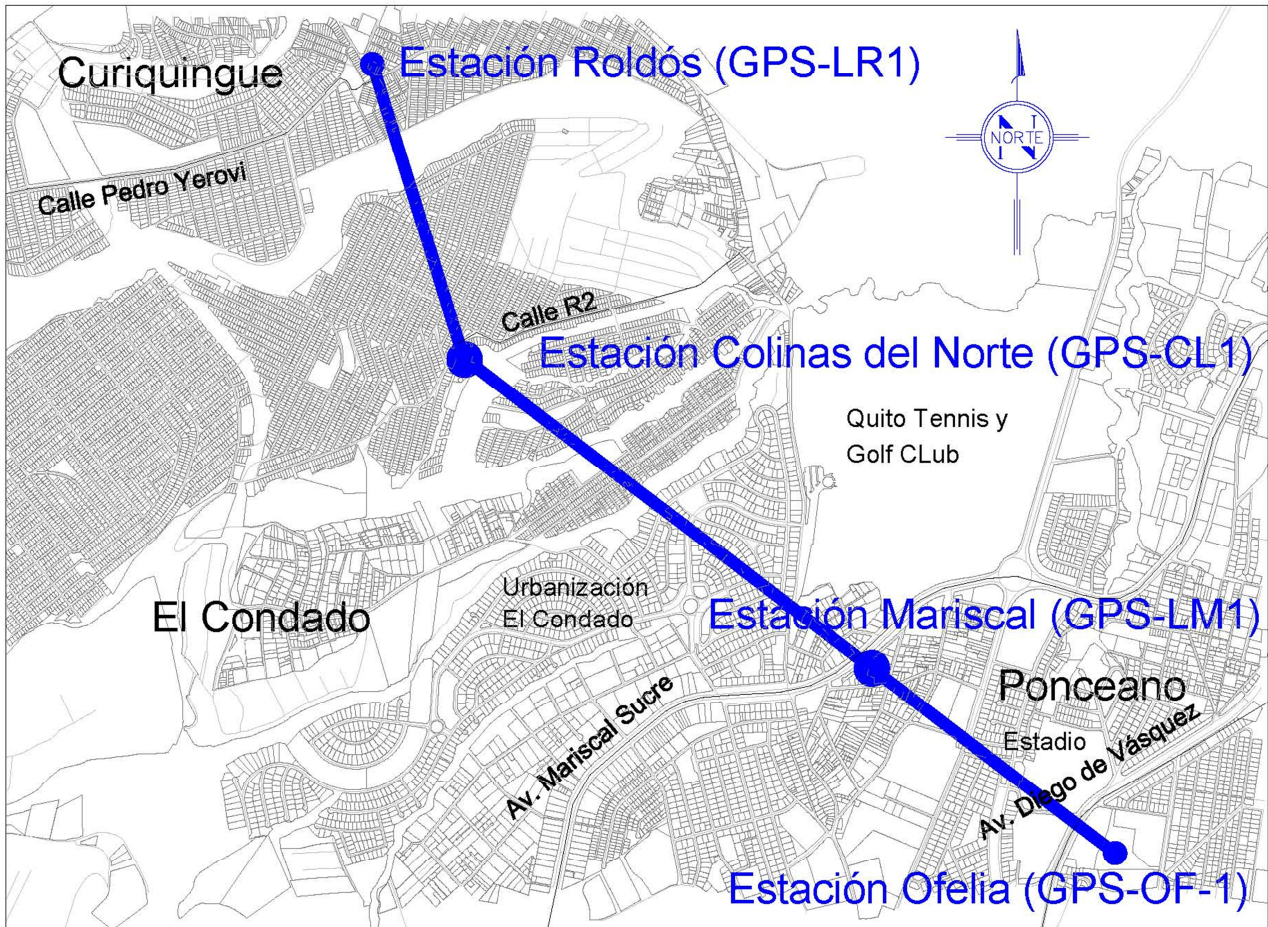 Curiquingue
Estación Roldós (GPS-LR1)
NORTE
N
Calle Pedro Yerovi
Calle R2
Estación Colinas del Norte (GPS-CL1)
Quito Tennis y
Golf CLub
Urbanización
El Condado
El Condado
Estación Mariscal (GPS-LM1)
Ponceano
Av. Mariscal Sucre
Estadio
Av. Diego de Vásquez
Estación Ofelia (GPS-OF-1)